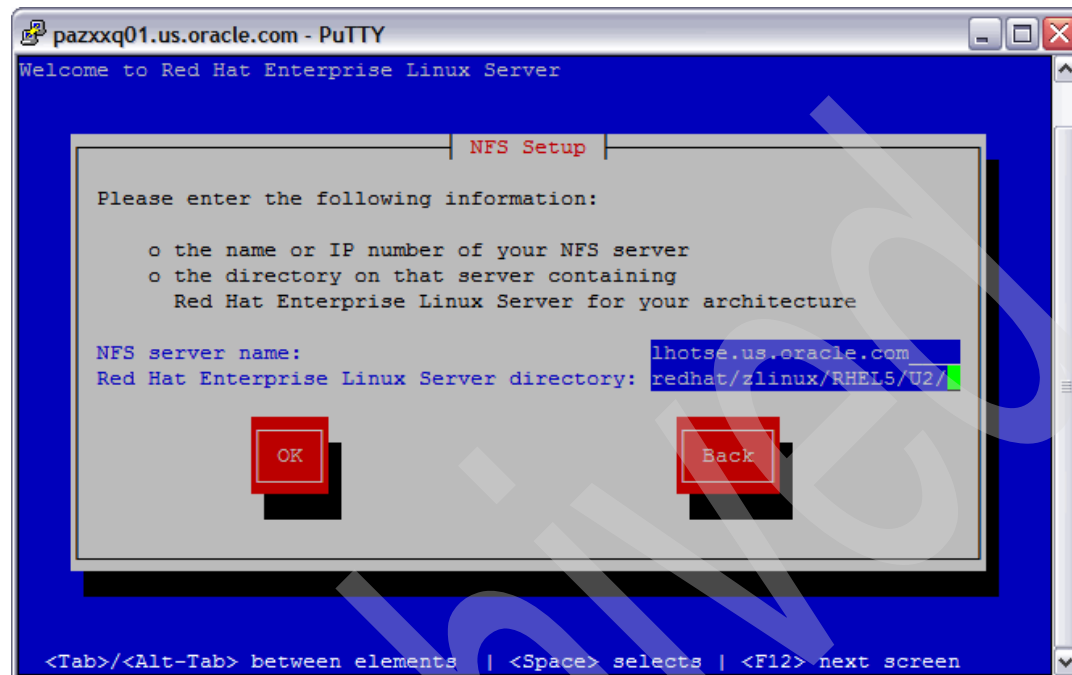 pazxxq01.us.oracle.com - PuTTY
Welcome to Red Hat Enterprise Linux Server
NFS Setup
Please enter the following information:
o the name or IP number of your NFS server
o the directory on that server containing
Red Hat Enterprise Linux Server for your architecture
NFS server name: lhotse.us.oracle.com
Red Hat Enterprise Linux Server directory: redhat/zlinux/RHEL5/U2/
OK Back
<Tab>/<Alt-Tab> between elements | <Space> selects | <F12> next screen